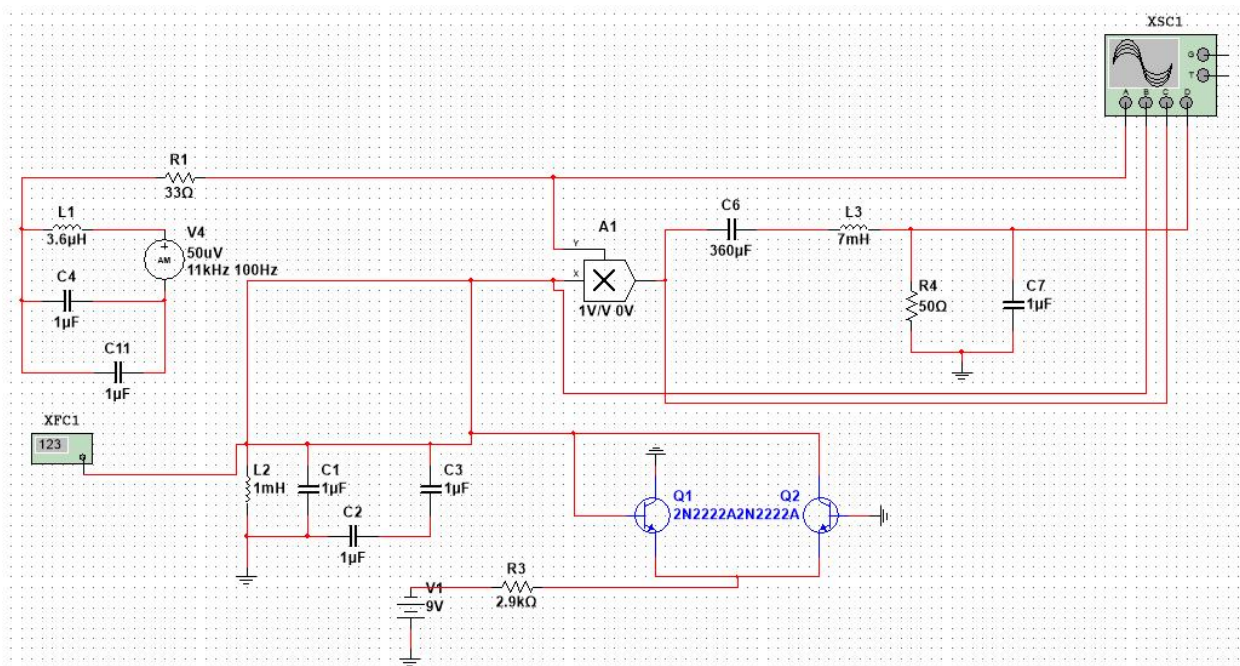 XSC1
G
T
A B C D
R1
33Ω
L1
3.6µH
V4
50uV
11kHz 100Hz
AM
C4
1µF
C11
1µF
A1
Y
X
1V/V 0V
C6
360µF
L3
7mH
R4
50Ω
C7
1µF
XFC1
123
L2
1mH
C1
1µF
C3
1µF
C2
1µF
Q1
2N2222A
Q2
2N2222A
R3
2.9kΩ
V1
9V